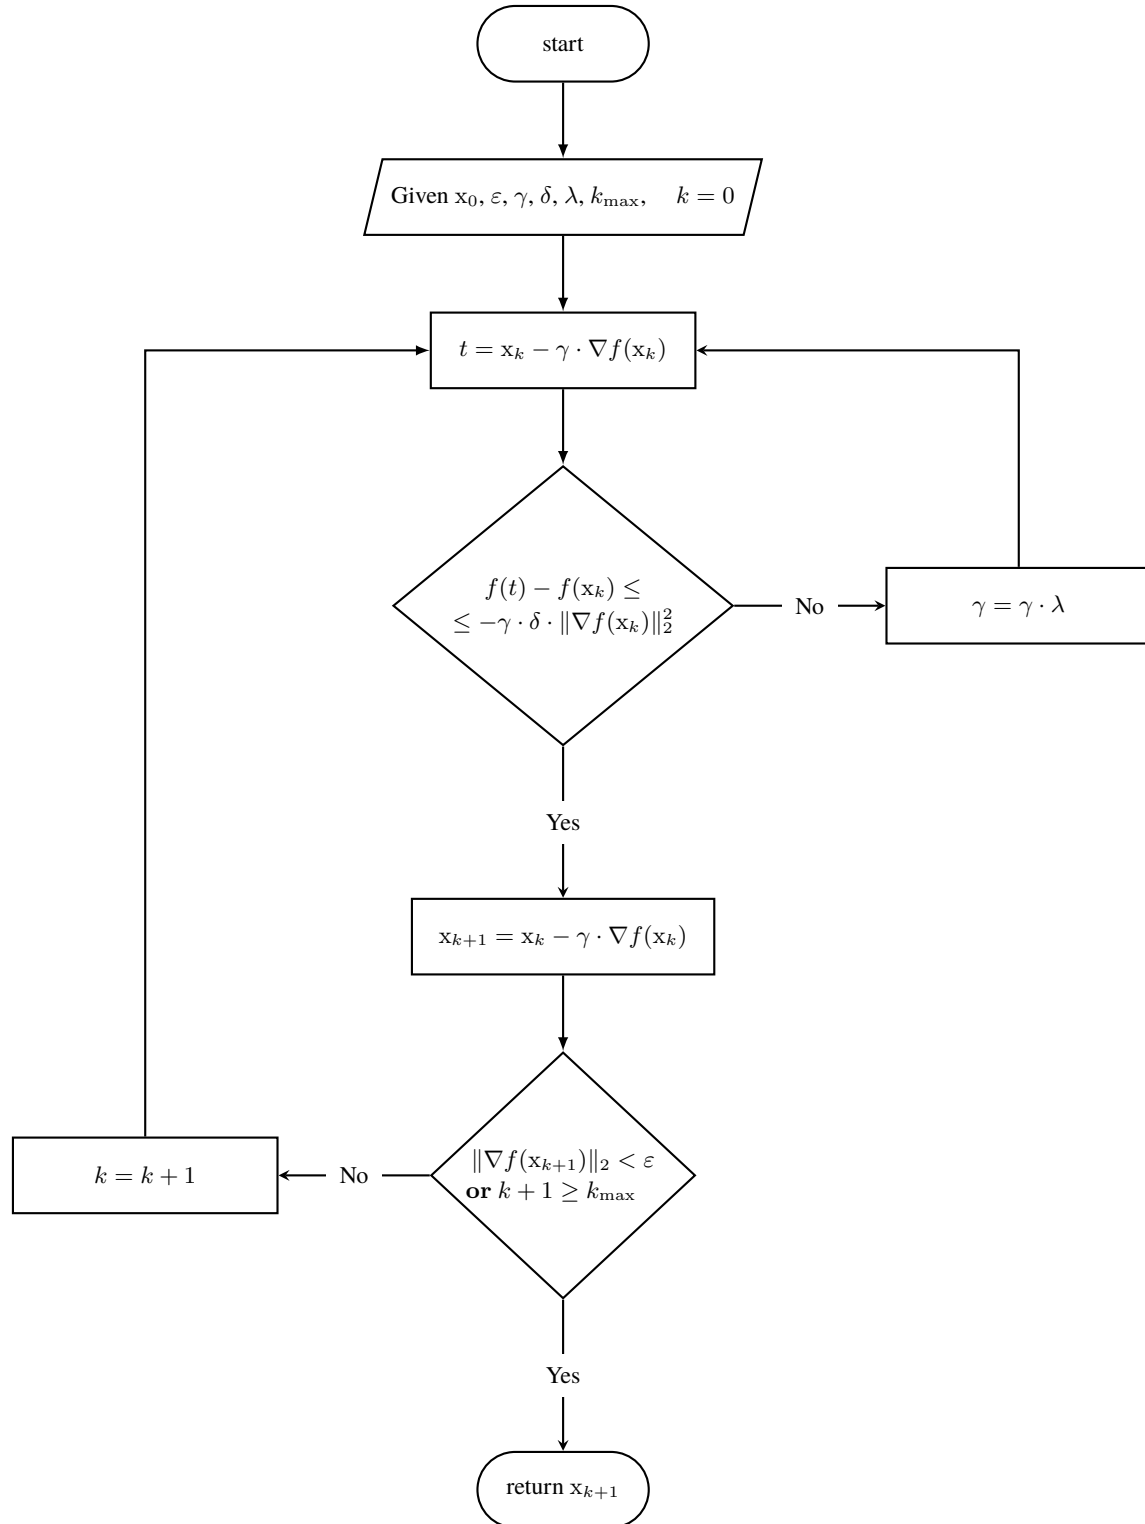 start
Given x₀, ε, γ, δ, λ, k_max,   k = 0
t = x_k − γ · ∇f(x_k)
f(t) − f(x_k) ≤
≤ −γ · δ · ‖∇f(x_k)‖₂²
No
γ = γ · λ
Yes
x_{k+1} = x_k − γ · ∇f(x_k)
‖∇f(x_{k+1})‖₂ < ε
or k + 1 ≥ k_max
No
k = k + 1
Yes
return x_{k+1}